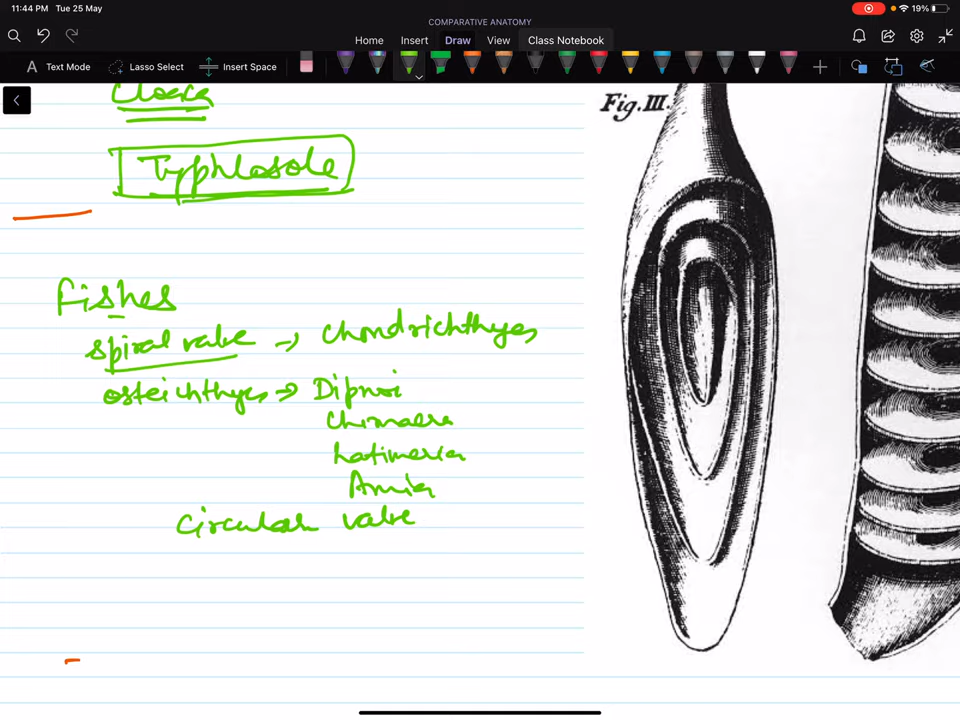 11:44 PM Tue 25 May
19%
COMPARATIVE ANATOMY
Home Insert Draw View Class Notebook
Text Mode Lasso Select Insert Space
Cloaca
Typhlosole
Fishes
spiral valve → Chondrichthyes
osteichthyes → Dipnoi
Chimaera
Latimeria
Amia
Circular valve
Fig. III.